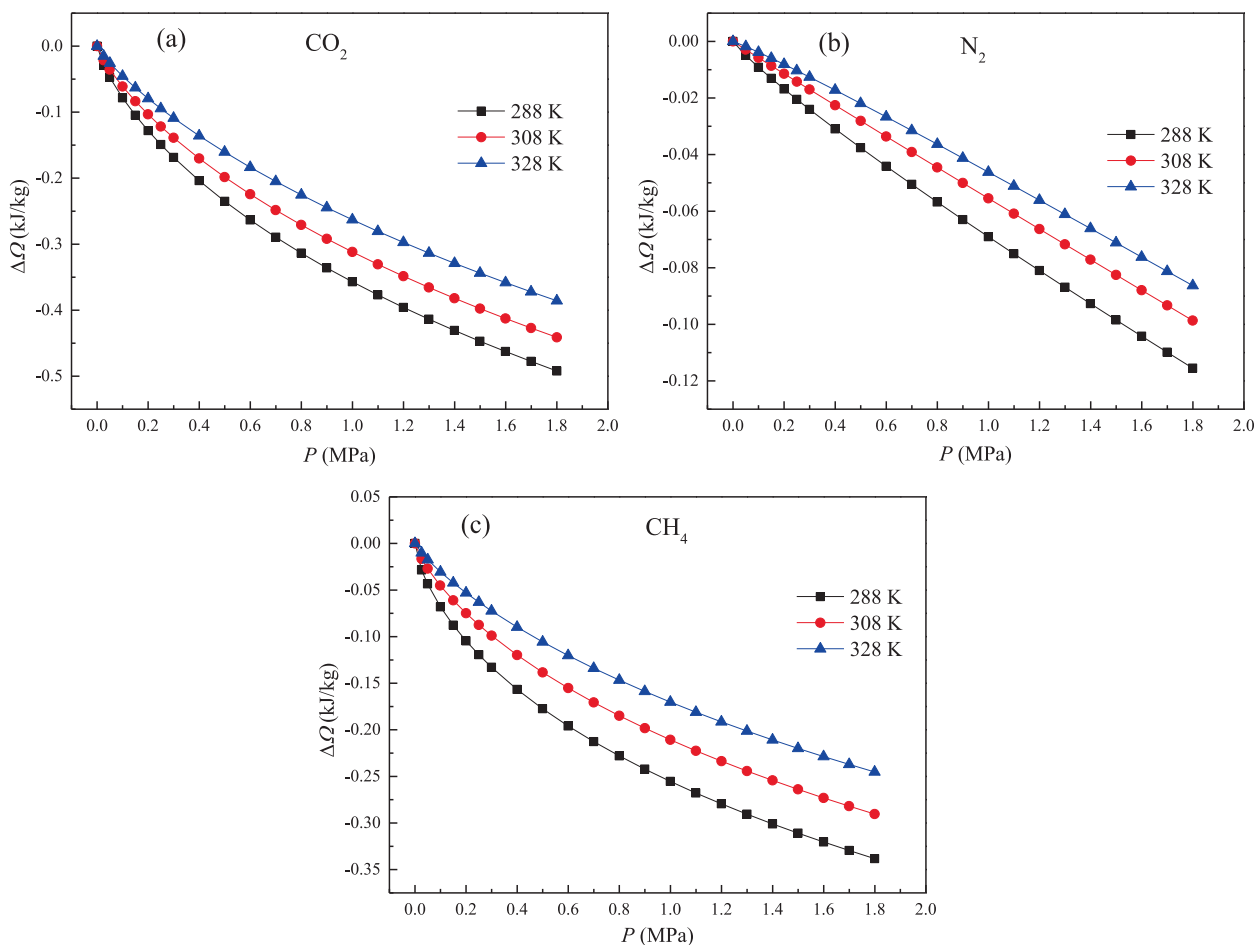 (a)
CO₂
0.0
-0.1
-0.2
-0.3
-0.4
-0.5
ΔΩ (kJ/kg)
288 K
308 K
328 K
0.0 0.2 0.4 0.6 0.8 1.0 1.2 1.4 1.6 1.8 2.0
P (MPa)
(b)
N₂
0.00
-0.02
-0.04
-0.06
-0.08
-0.10
-0.12
ΔΩ (kJ/kg)
288 K
308 K
328 K
0.0 0.2 0.4 0.6 0.8 1.0 1.2 1.4 1.6 1.8 2.0
P (MPa)
(c)
CH₄
0.05
0.00
-0.05
-0.10
-0.15
-0.20
-0.25
-0.30
-0.35
ΔΩ (kJ/kg)
288 K
308 K
328 K
0.0 0.2 0.4 0.6 0.8 1.0 1.2 1.4 1.6 1.8 2.0
P (MPa)